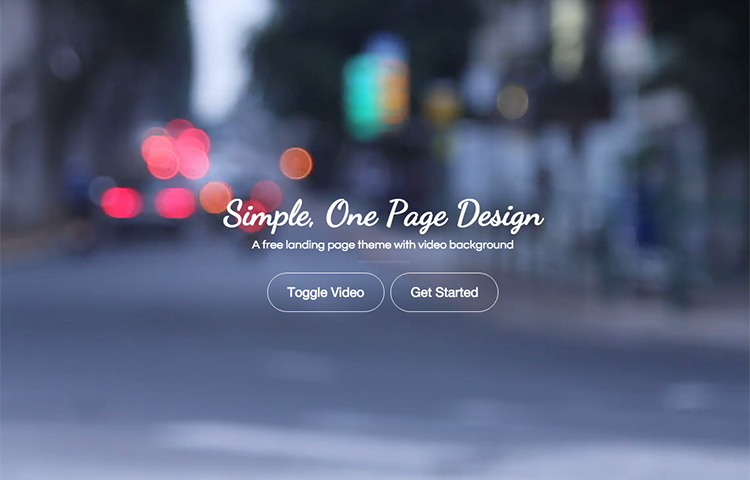 Simple, One Page Design
A free landing page theme with video background
Toggle Video
Get Started